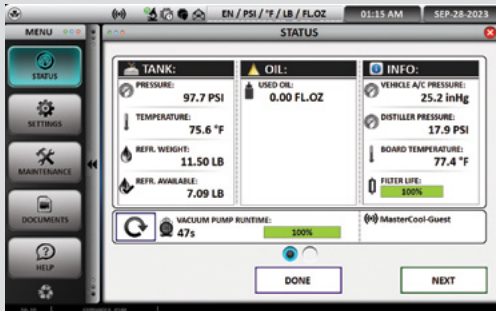 EN / PSI / °F / LB / FL.OZ
01:15 AM
SEP-28-2023
MENU
STATUS
STATUS
SETTINGS
MAINTENANCE
DOCUMENTS
HELP
TANK:
PRESSURE:
97.7 PSI
TEMPERATURE:
75.6 °F
REFR. WEIGHT:
11.50 LB
REFR. AVAILABLE:
7.09 LB
OIL:
USED OIL:
0.00 FL.OZ
INFO:
VEHICLE A/C PRESSURE:
25.2 inHg
DISTILLER PRESSURE:
17.9 PSI
BOARD TEMPERATURE:
77.4 °F
FILTER LIFE:
100%
VACUUM PUMP RUNTIME:
47s
100%
MasterCool-Guest
DONE
NEXT